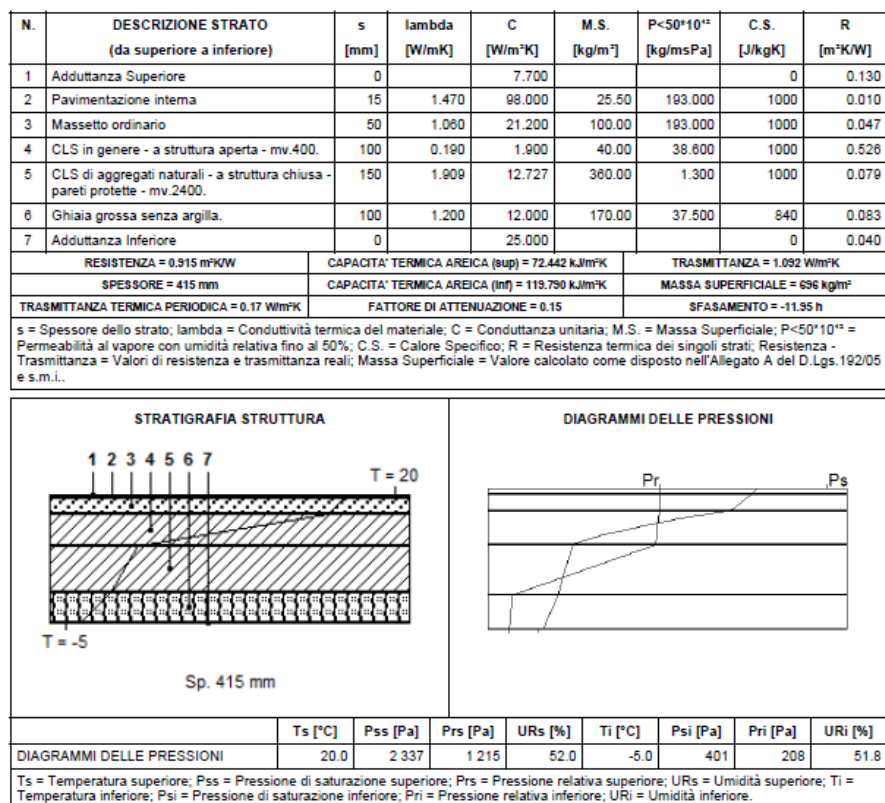 N. DESCRIZIONE STRATO s lambda C M.S. P<50*10¹² C.S. R
(da superiore a inferiore) [mm] [W/mK] [W/m²K] [kg/m²] [kg/msPa] [J/kgK] [m²K/W]
1 Adduttanza Superiore 0 7.700 0 0.130
2 Pavimentazione interna 15 1.470 98.000 25.50 193.000 1000 0.010
3 Massetto ordinario 50 1.060 21.200 100.00 193.000 1000 0.047
4 CLS in genere - a struttura aperta - mv.400. 100 0.190 1.900 40.00 38.600 1000 0.526
5 CLS di aggregati naturali - a struttura chiusa - 150 1.909 12.727 360.00 1.300 1000 0.079
pareti protette - mv.2400.
6 Ghiaia grossa senza argilla. 100 1.200 12.000 170.00 37.500 840 0.083
7 Adduttanza Inferiore 0 25.000 0 0.040
RESISTENZA = 0.915 m²K/W CAPACITA' TERMICA AREICA (sup) = 72.442 kJ/m²K TRASMITTANZA = 1.092 W/m²K
SPESSORE = 415 mm CAPACITA' TERMICA AREICA (inf) = 119.790 kJ/m²K MASSA SUPERFICIALE = 696 kg/m²
TRASMITTANZA TERMICA PERIODICA = 0.17 W/m²K FATTORE DI ATTENUAZIONE = 0.15 SFASAMENTO = -11.95 h
s = Spessore dello strato; lambda = Conduttività termica del materiale; C = Conduttanza unitaria; M.S. = Massa Superficiale; P<50*10¹² =
Permeabilità al vapore con umidità relativa fino al 50%; C.S. = Calore Specifico; R = Resistenza termica dei singoli strati; Resistenza -
Trasmittanza = Valori di resistenza e trasmittanza reali; Massa Superficiale = Valore calcolato come disposto nell'Allegato A del D.Lgs.192/05
e s.m.i..
STRATIGRAFIA STRUTTURA
1 2 3 4 5 6 7
T = 20
T = -5
Sp. 415 mm
DIAGRAMMI DELLE PRESSIONI
Pr Ps
Ts [°C] Pss [Pa] Prs [Pa] URs [%] Ti [°C] Psi [Pa] Pri [Pa] URi [%]
DIAGRAMMI DELLE PRESSIONI 20.0 2 337 1 215 52.0 -5.0 401 208 51.8
Ts = Temperatura superiore; Pss = Pressione di saturazione superiore; Prs = Pressione relativa superiore; URs = Umidità superiore; Ti =
Temperatura inferiore; Psi = Pressione di saturazione inferiore; Pri = Pressione relativa inferiore; URi = Umidità inferiore.